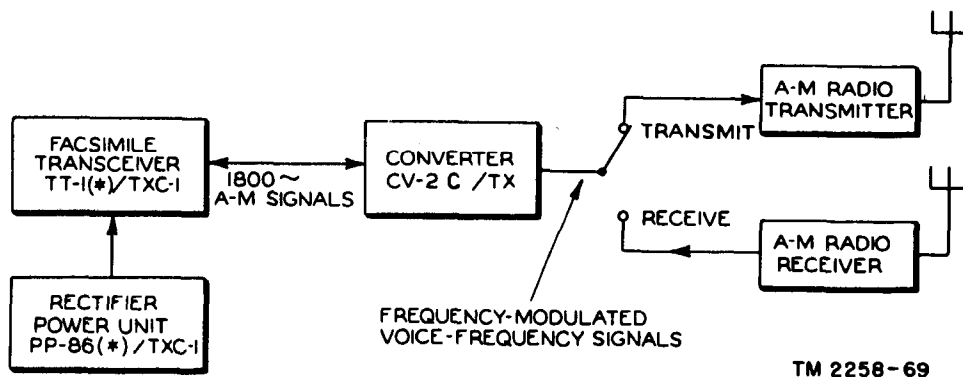 FACSIMILE
TRANSCEIVER
TT-1(*)/TXC-1
1800~
A-M SIGNALS
CONVERTER
CV-2 C /TX
TRANSMIT
A-M RADIO
TRANSMITTER
RECEIVE
A-M RADIO
RECEIVER
RECTIFIER
POWER UNIT
PP-86(*)/TXC-1
FREQUENCY-MODULATED
VOICE-FREQUENCY SIGNALS
TM 2258-69